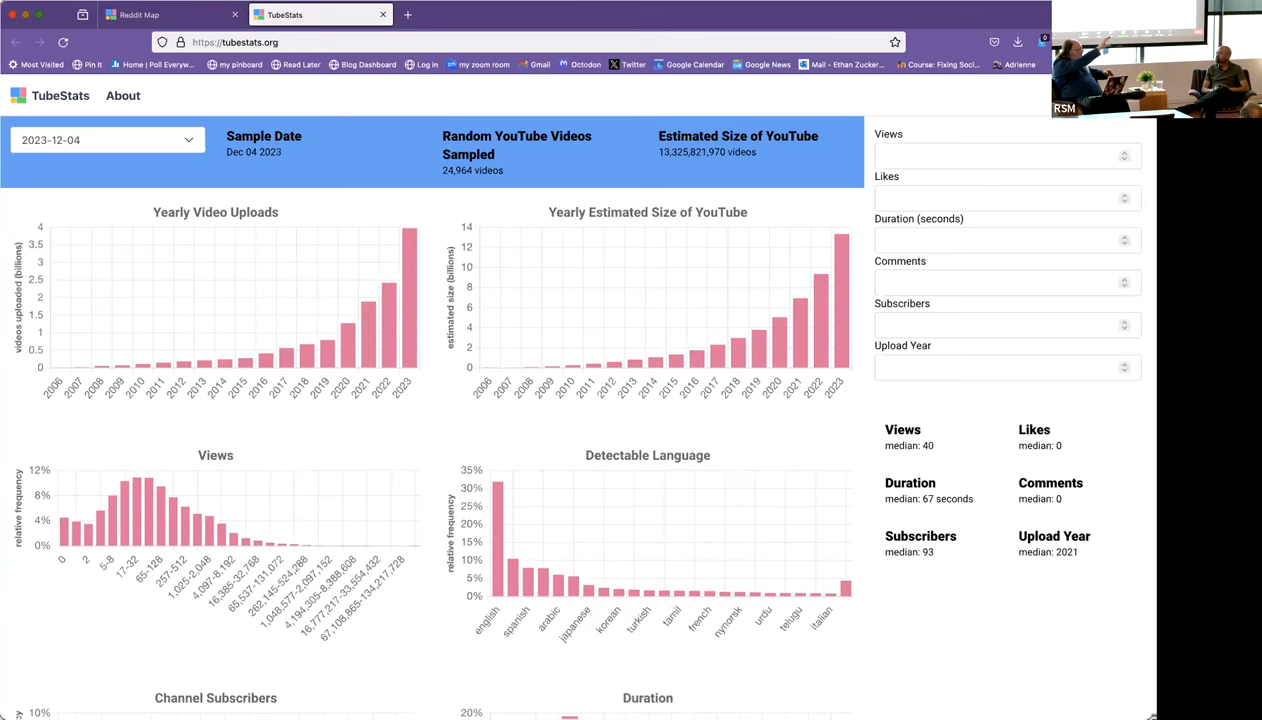 Reddit Map
TubeStats
https://tubestats.org
Most Visited
Pin It
Home | Poll Everyw...
my pinboard
Read Later
Blog Dashboard
Log in
my zoom room
Gmail
Octodon
Twitter
Google Calendar
Google News
Mail - Ethan Zucker...
Course: Fixing Soci...
Adrienne
RSM
TubeStats
About
2023-12-04
Sample Date
Dec 04 2023
Random YouTube Videos
Sampled
24,964 videos
Estimated Size of YouTube
13,325,821,970 videos
Yearly Video Uploads
videos uploaded (billions)
4
3.5
3
2.5
2
1.5
1
0.5
0
2006 2007 2008 2009 2010 2011 2012 2013 2014 2015 2016 2017 2018 2019 2020 2021 2022 2023
Yearly Estimated Size of YouTube
estimated size (billions)
14
12
10
8
6
4
2
0
2006 2007 2008 2009 2010 2011 2012 2013 2014 2015 2016 2017 2018 2019 2020 2021 2022 2023
Views
relative frequency
12%
8%
4%
0%
0 2 5-8 17-32 65-128 257-512 1,025-2,048 4,097-8,192 16,385-32,768 65,537-131,072 262,145-524,288 1,048,577-2,097,152 4,194,305-8,388,608 16,777,217-33,554,432 67,108,865-134,217,728
Detectable Language
relative frequency
35%
30%
25%
20%
15%
10%
5%
0%
english spanish arabic japanese korean turkish tamil french nynorsk urdu telugu italian
Channel Subscribers
10%
Duration
20%
Views
Likes
Duration (seconds)
Comments
Subscribers
Upload Year
Views
median: 40
Likes
median: 0
Duration
median: 67 seconds
Comments
median: 0
Subscribers
median: 93
Upload Year
median: 2021